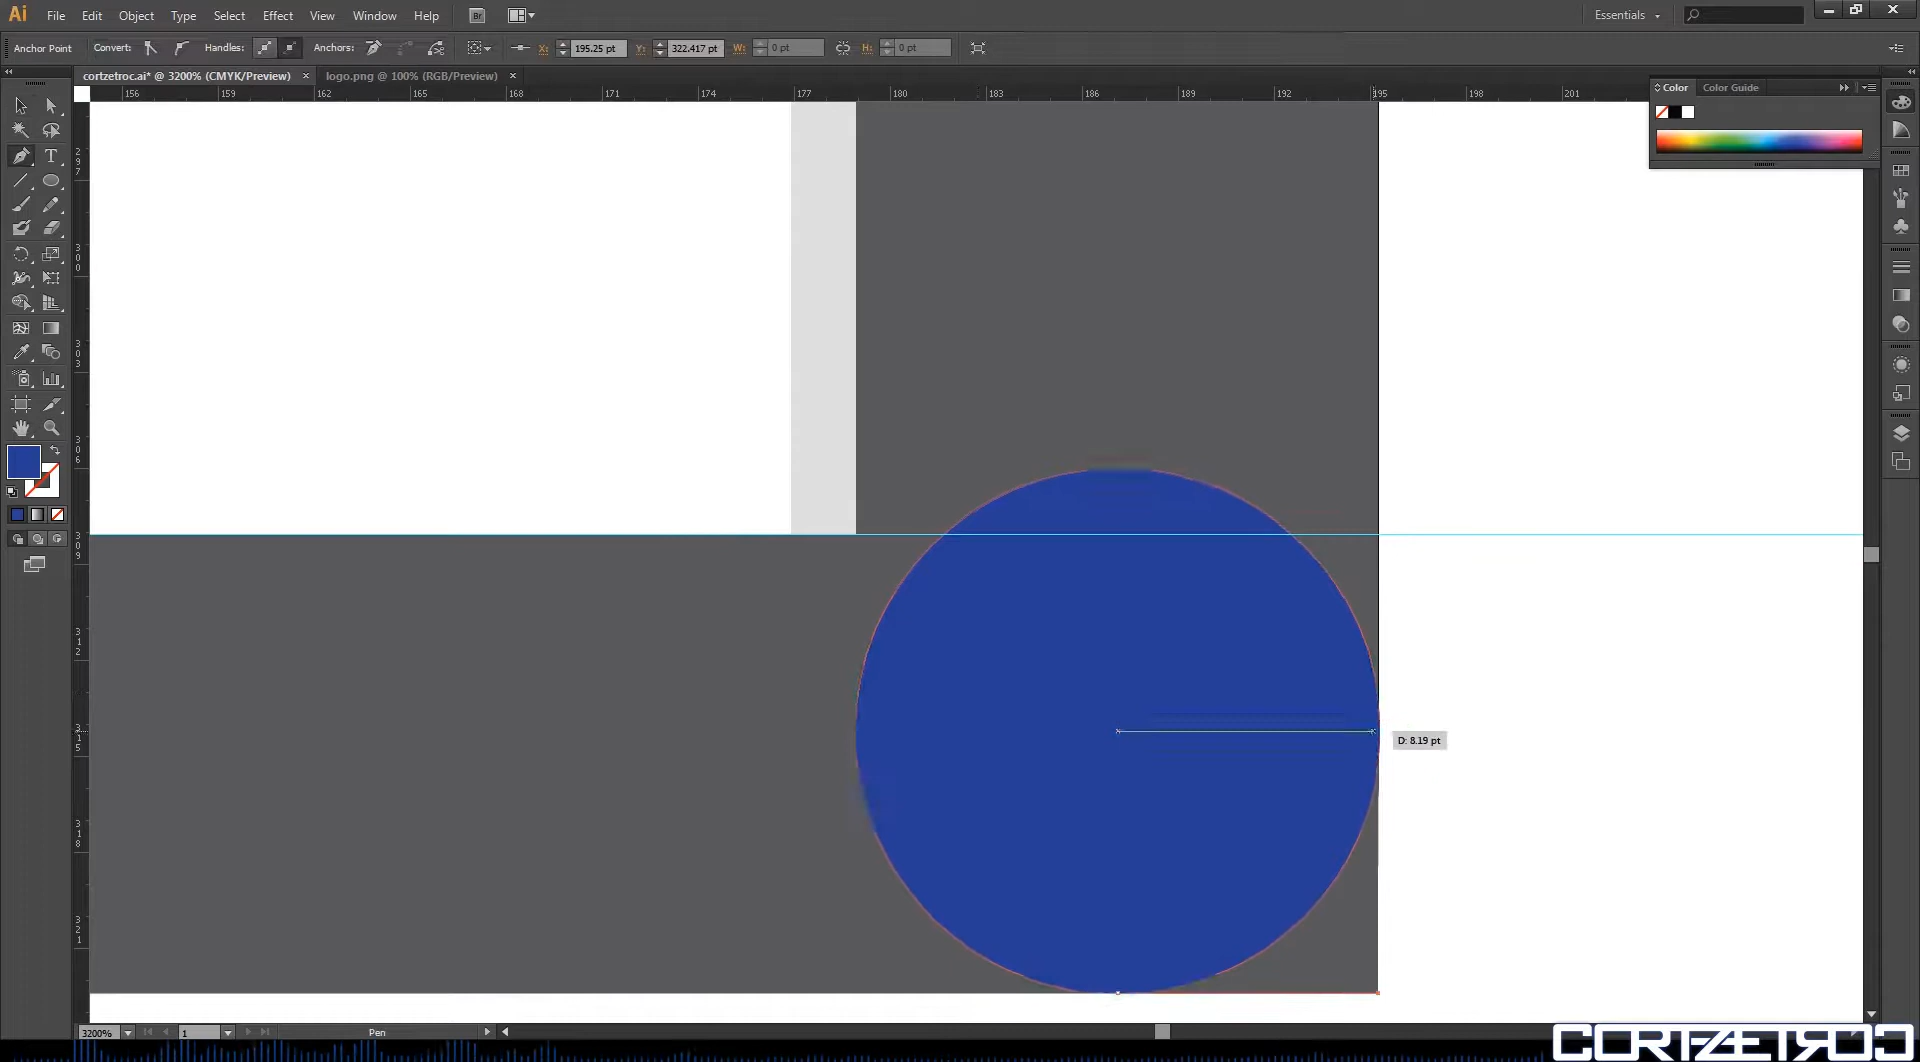 Ai File Edit Object Type Select Effect View Window Help Br Essentials
Anchor Point Convert: Handles: Anchors: X: 195.25 pt Y: 322.417 pt W: 0 pt H: 0 pt
cortzetroc.ai* @ 3200% (CMYK/Preview) × logo.png @ 100% (RGB/Preview) ×
156 159 162 165 168 171 174 177 180 183 186 189 192 195 198 201
Color Color Guide
T
297
300
303
306
309
312
315
D: 8.19 pt
318
321
3200% 1 Pen
CORTZETROC